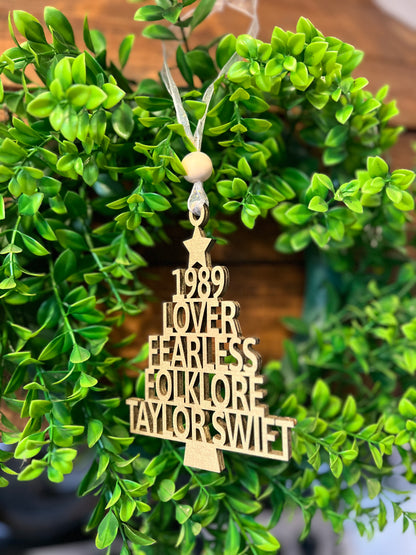 1989
LOVER
FEARLESS
FOLKLORE
TAYLOR SWIFT